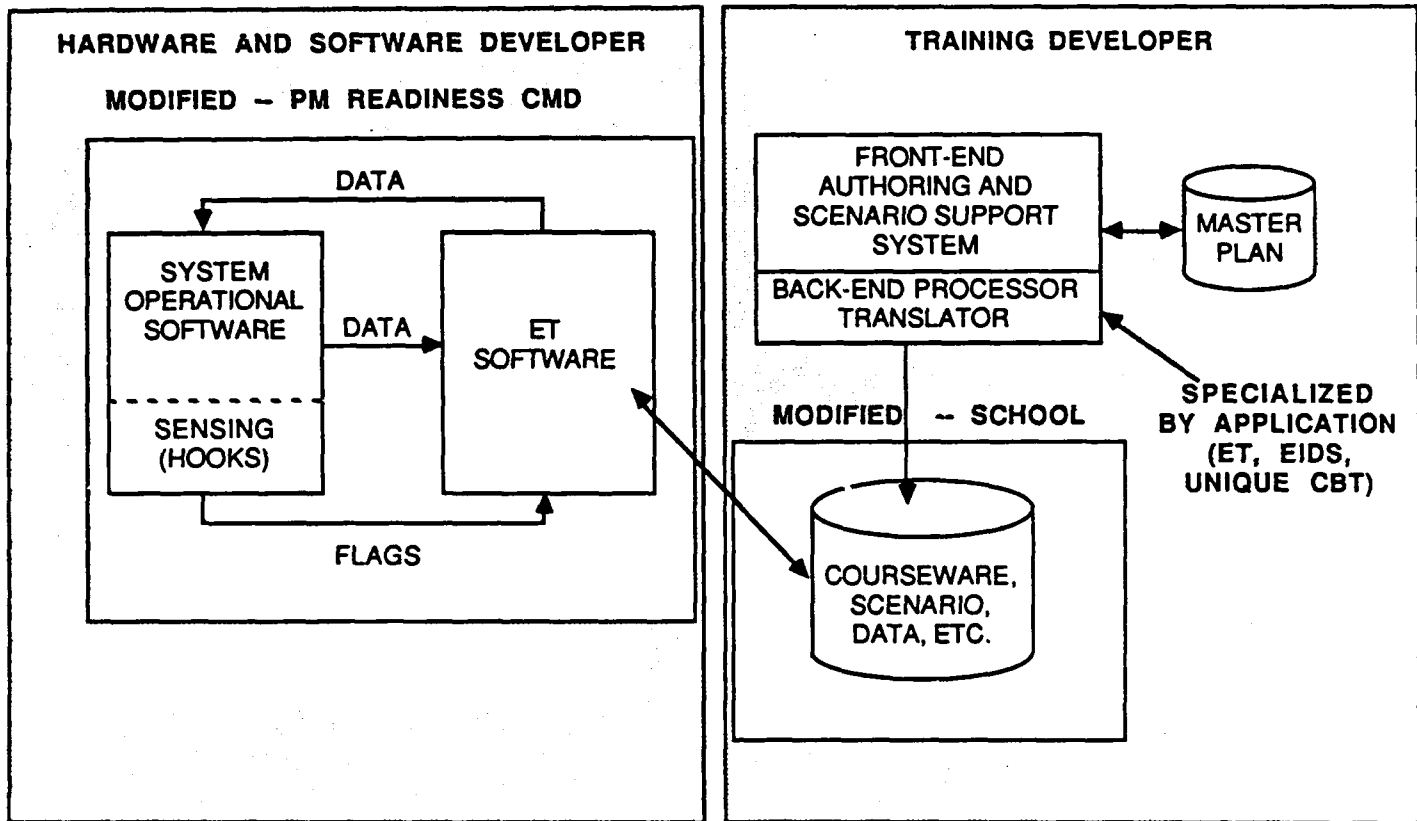 HARDWARE AND SOFTWARE DEVELOPER
MODIFIED – PM READINESS CMD
DATA
SYSTEM
OPERATIONAL
SOFTWARE
DATA
ET
SOFTWARE
SENSING
(HOOKS)
FLAGS
TRAINING DEVELOPER
FRONT-END
AUTHORING AND
SCENARIO SUPPORT
SYSTEM
MASTER
PLAN
BACK-END PROCESSOR
TRANSLATOR
SPECIALIZED
BY APPLICATION
(ET, EIDS,
UNIQUE CBT)
MODIFIED – SCHOOL
COURSEWARE,
SCENARIO,
DATA, ETC.